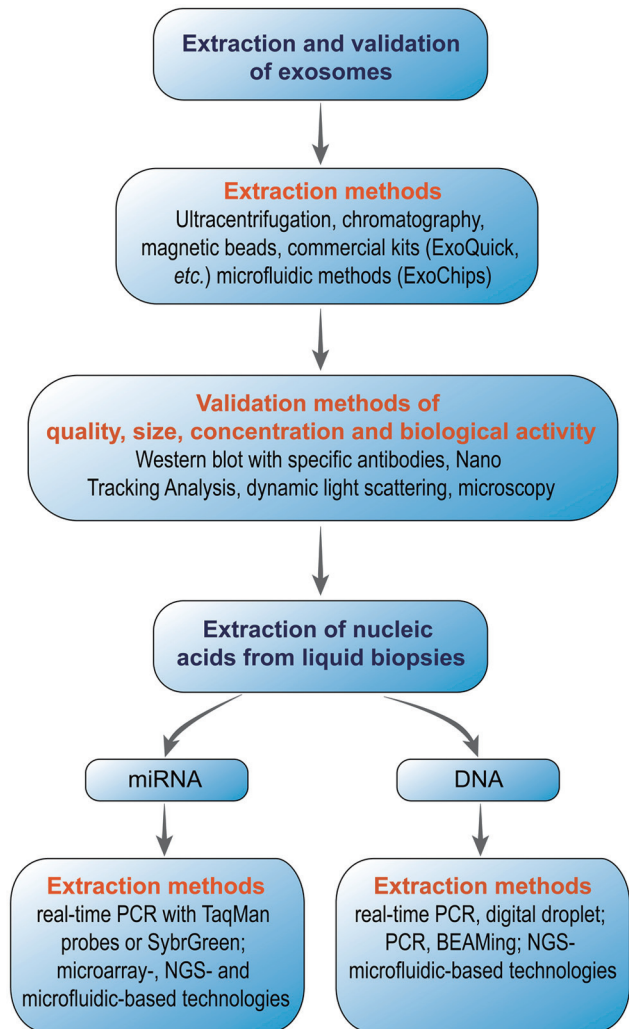 Extraction and validation
of exosomes
Extraction methods
Ultracentrifugation, chromatography,
magnetic beads, commercial kits (ExoQuick,
etc.) microfluidic methods (ExoChips)
Validation methods of
quality, size, concentration and biological activity
Western blot with specific antibodies, Nano
Tracking Analysis, dynamic light scattering, microscopy
Extraction of nucleic
acids from liquid biopsies
miRNA
DNA
Extraction methods
real-time PCR with TaqMan
probes or SybrGreen;
microarray-, NGS- and
microfluidic-based technologies
Extraction methods
real-time PCR, digital droplet;
PCR, BEAMing; NGS-
microfluidic-based technologies